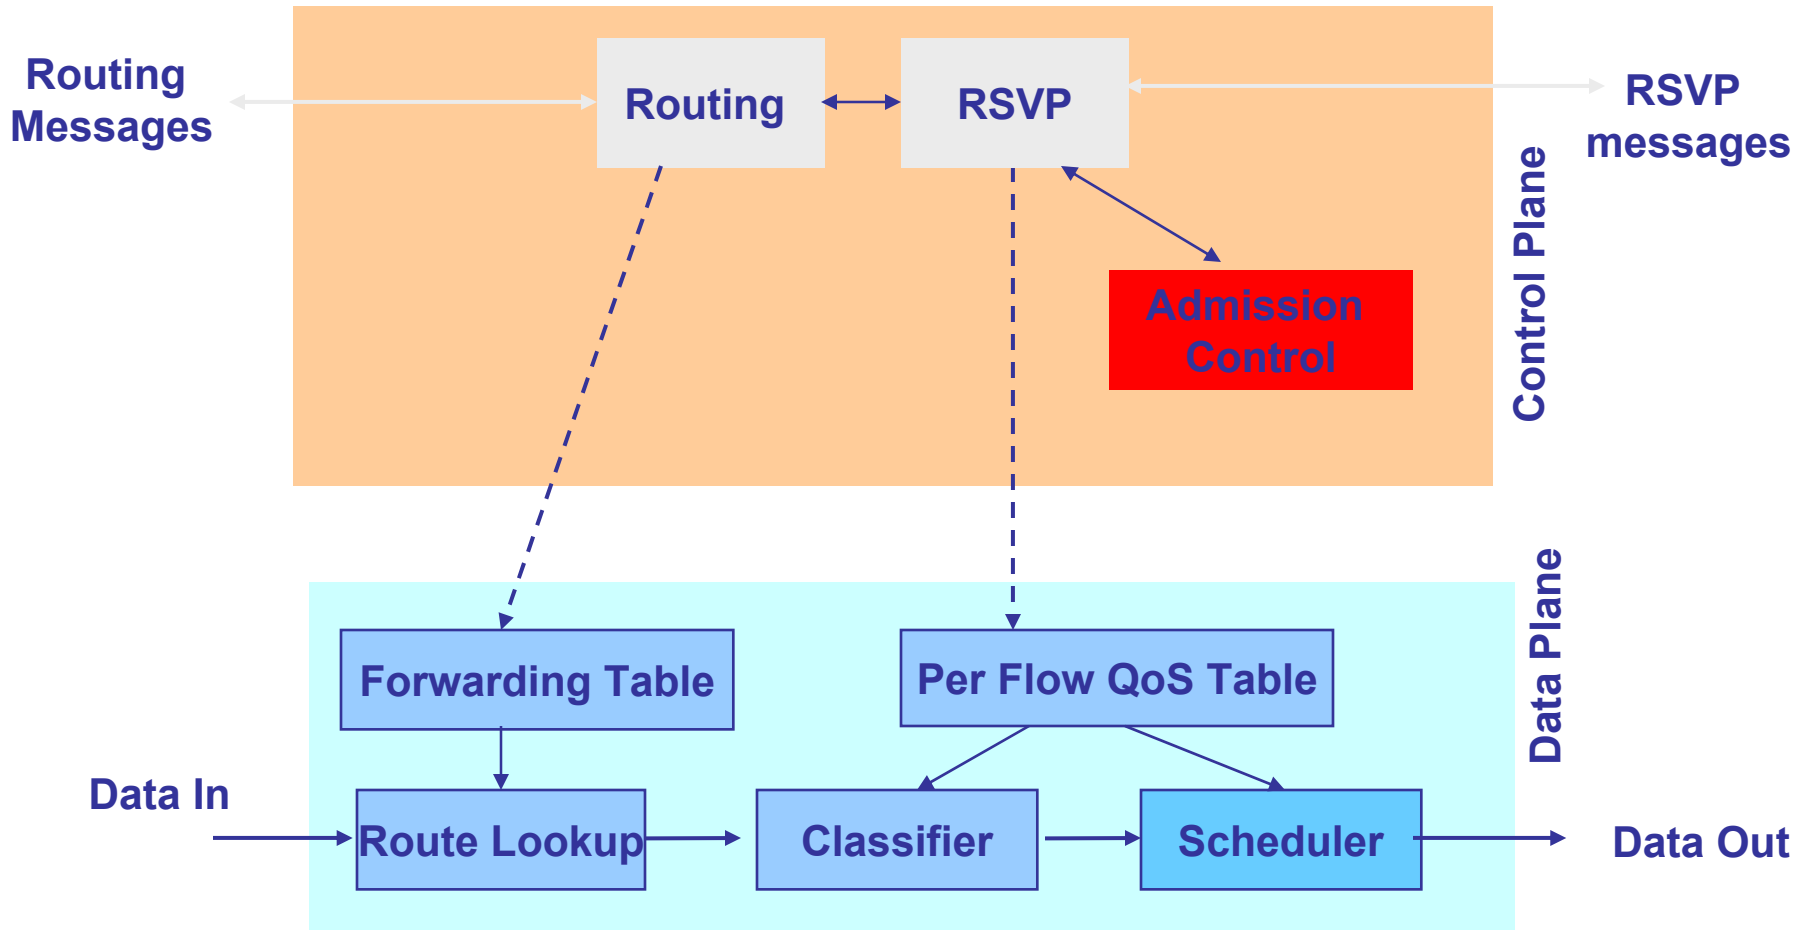 Routing
Messages
Routing
RSVP
RSVP
messages
Admission
Control
Control Plane
Data Plane
Forwarding Table
Per Flow QoS Table
Data In
Route Lookup
Classifier
Scheduler
Data Out